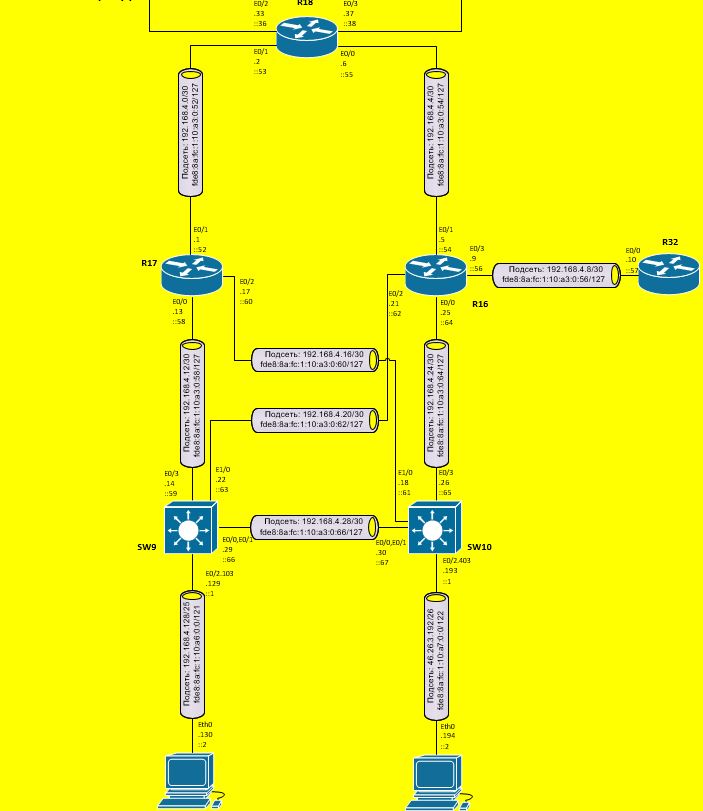 R18
E0/2
.33
::36
E0/3
.37
::38
E0/1
.2
::53
E0/0
.6
::55
Подсеть: 192.168.4.0/30
fde8:8a:fc:1:10:a3:0:52/127
Подсеть: 192.168.4.4/30
fde8:8a:fc:1:10:a3:0:54/127
E0/1
.1
::52
E0/1
.5
::54
R17
E0/3
.9
::56
Подсеть: 192.168.4.8/30
fde8:8a:fc:1:10:a3:0:56/127
E0/0
.10
::57
R32
R16
E0/2
.17
::60
E0/2
.21
::62
E0/0
.13
::58
E0/0
.25
::64
Подсеть: 192.168.4.12/30
fde8:8a:fc:1:10:a3:0:58/127
Подсеть: 192.168.4.16/30
fde8:8a:fc:1:10:a3:0:60/127
Подсеть: 192.168.4.24/30
fde8:8a:fc:1:10:a3:0:64/127
Подсеть: 192.168.4.20/30
fde8:8a:fc:1:10:a3:0:62/127
E0/3
.14
::59
E1/0
.22
::63
E1/0
.18
::61
E0/3
.26
::65
SW9
Подсеть: 192.168.4.28/30
fde8:8a:fc:1:10:a3:0:66/127
SW10
E0/0,E0/1
.29
::66
E0/0,E0/1
.30
::67
E0/2.103
.129
::1
E0/2.403
.193
::1
Подсеть: 192.168.4.128/25
fde8:8a:fc:1:10:a6:0:0/121
Подсеть: 46.26.3.192/26
fde8:8a:fc:1:10:a7:0:0/122
Eth0
.130
::2
Eth0
.194
::2